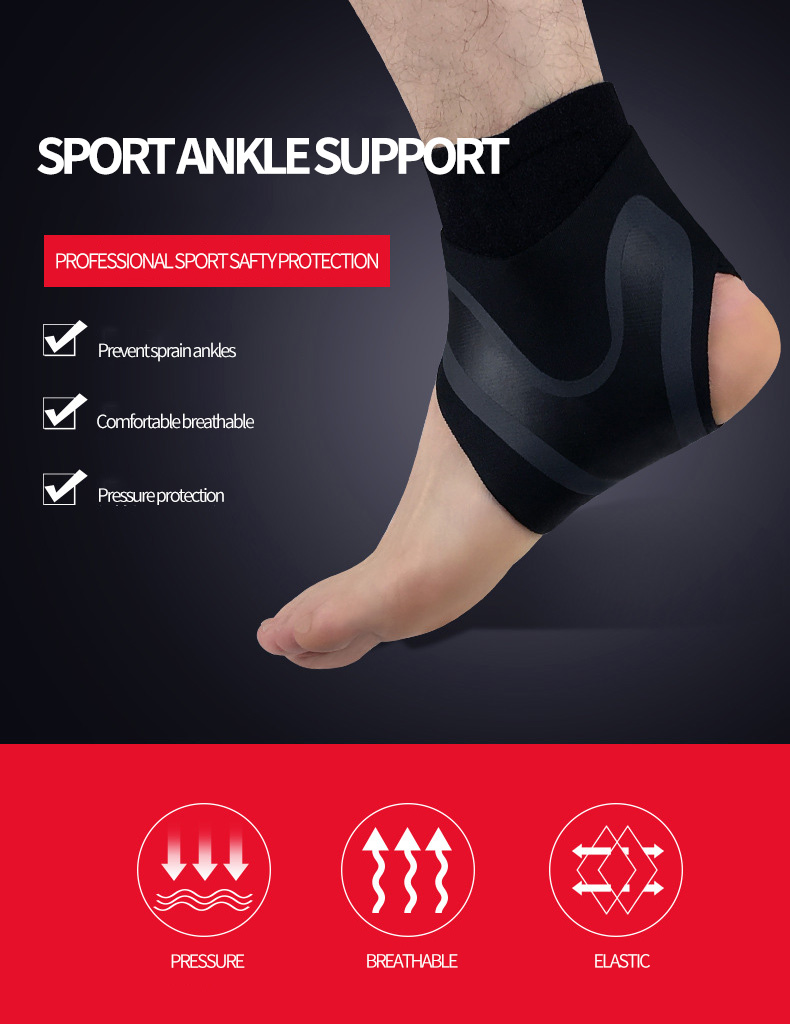 SPORT ANKLE SUPPORT
PROFESSIONAL SPORT SAFTY PROTECTION
Prevent sprain ankles
Comfortable breathable
Pressure protection
PRESSURE
BREATHABLE
ELASTIC